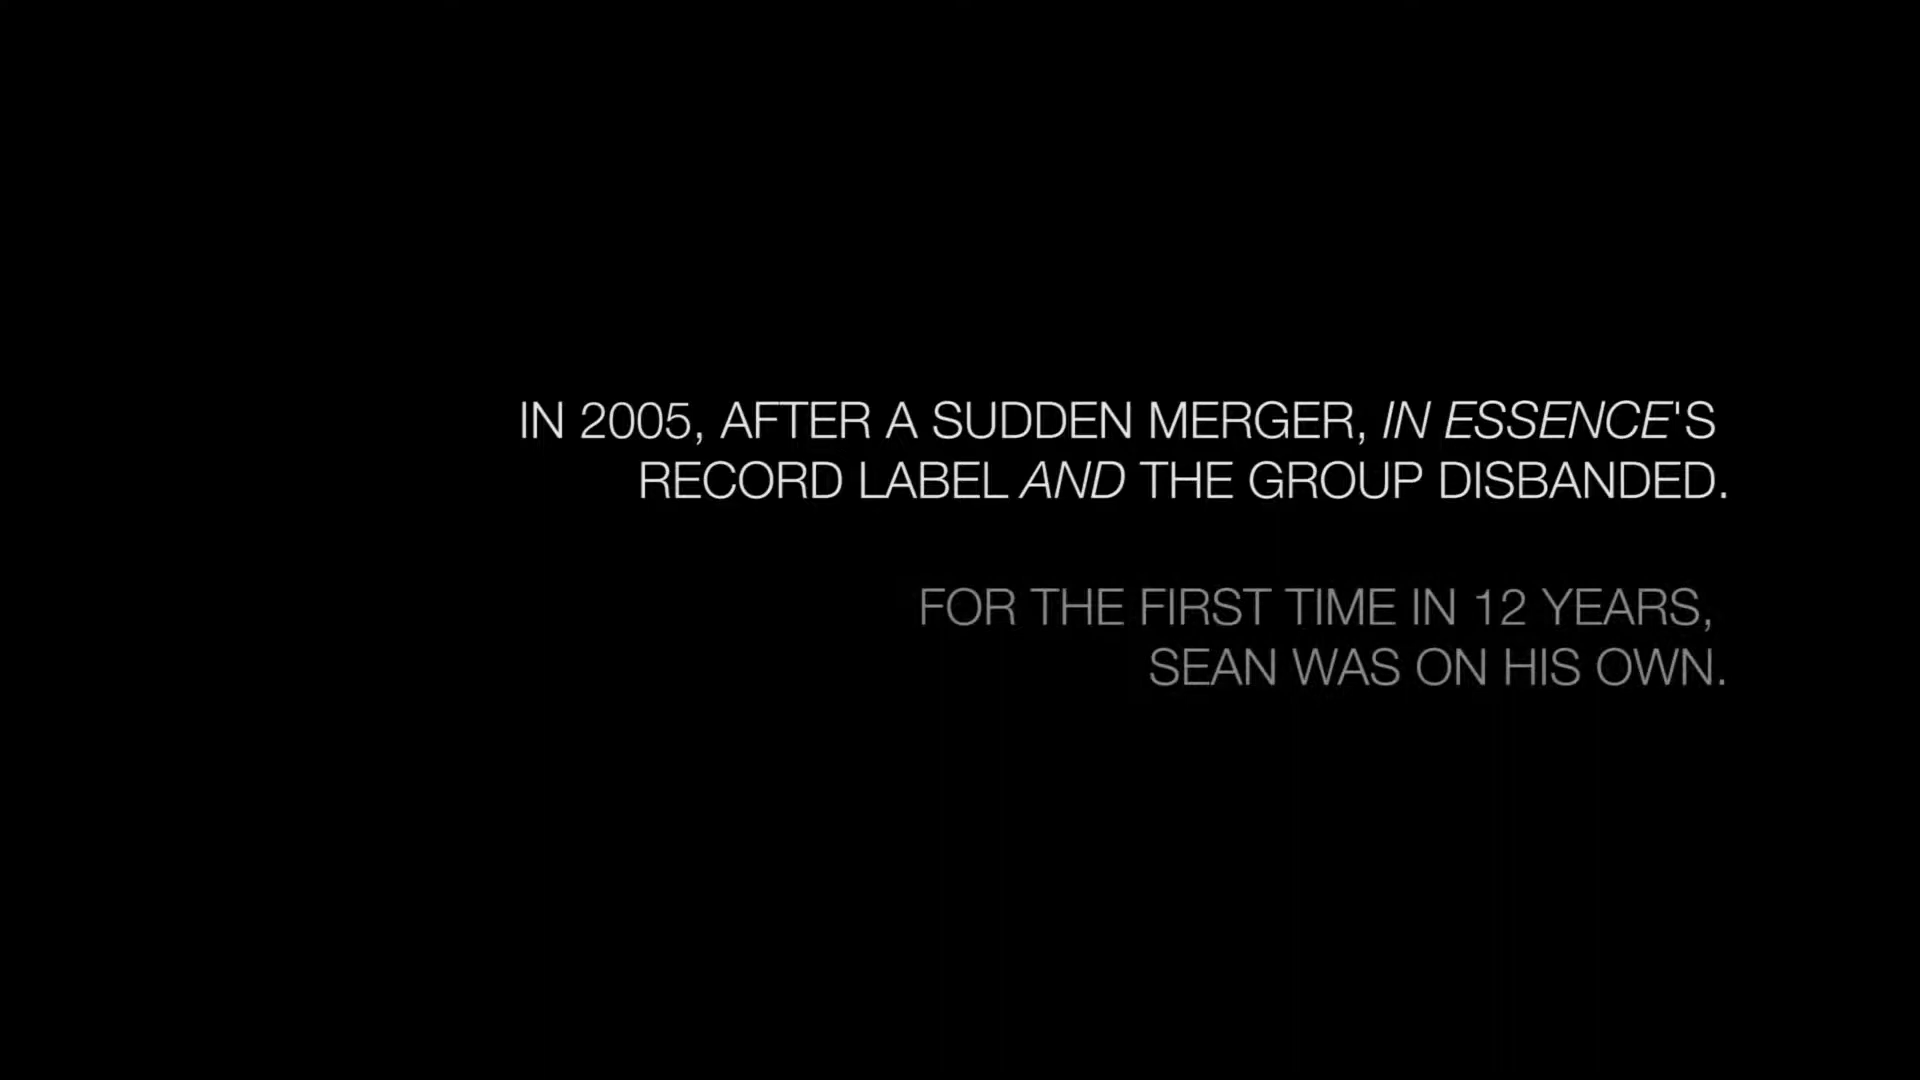 IN 2005, AFTER A SUDDEN MERGER, IN ESSENCE'S
RECORD LABEL AND THE GROUP DISBANDED.
FOR THE FIRST TIME IN 12 YEARS,
SEAN WAS ON HIS OWN.